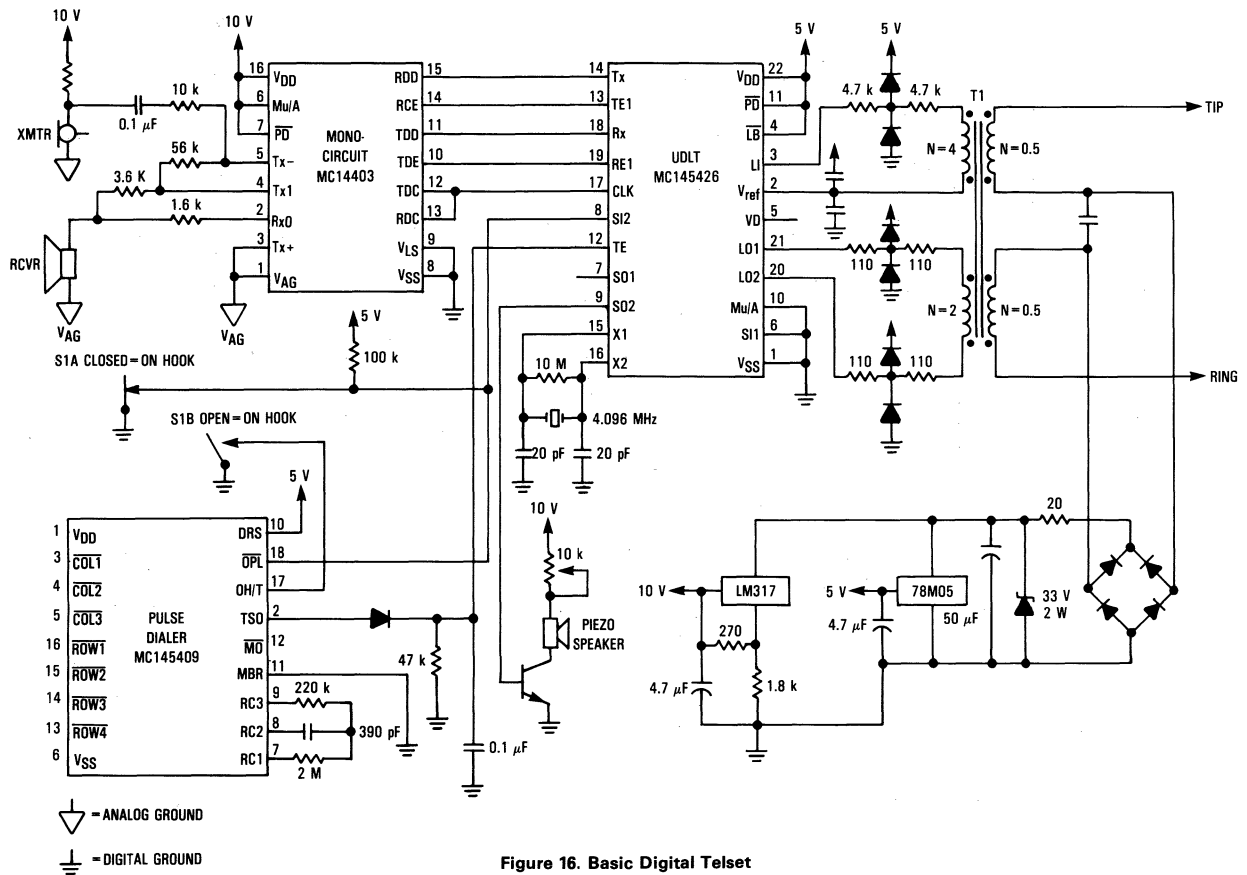 10 V
XMTR
0.1 μF
10 k
56 k
3.6 K
1.6 k
RCVR
VAG
VAG
10 V
16 VDD
6 Mu/A
7 PD
5 Tx−
4 Tx1
2 RxO
3 Tx+
1 VAG
MONO-
CIRCUIT
MC14403
RDD 15
RCE 14
TDD 11
TDE 10
TDC 12
RDC 13
VLS 9
VSS 8
14 Tx
13 TE1
18 Rx
19 RE1
17 CLK
8 SI2
12 TE
7 SO1
9 SO2
15 X1
16 X2
UDLT
MC145426
VDD 22
PD 11
LB 4
LI 3
Vref 2
VD 5
LO1 21
LO2 20
Mu/A 10
SI1 6
VSS 1
5 V
5 V
4.7 k
4.7 k
T1
TIP
N=4
N=0.5
110
110
N=2
N=0.5
110
110
RING
5 V
100 k
S1A CLOSED=ON HOOK
S1B OPEN=ON HOOK
10 M
4.096 MHz
20 pF
20 pF
5 V
1 VDD
3 COL1
4 COL2
5 COL3
16 ROW1
15 ROW2
14 ROW3
13 ROW4
6 VSS
PULSE
DIALER
MC145409
DRS 10
OPL 18
OH/T 17
TSO 2
MO 12
MBR 11
RC3 9
RC2 8
RC1 7
220 k
390 pF
2 M
47 k
0.1 μF
10 V
10 k
PIEZO
SPEAKER
20
10 V
LM317
5 V
78M05
50 μF
33 V
2 W
4.7 μF
270
4.7 μF
1.8 k
=ANALOG GROUND
=DIGITAL GROUND
Figure 16. Basic Digital Telset